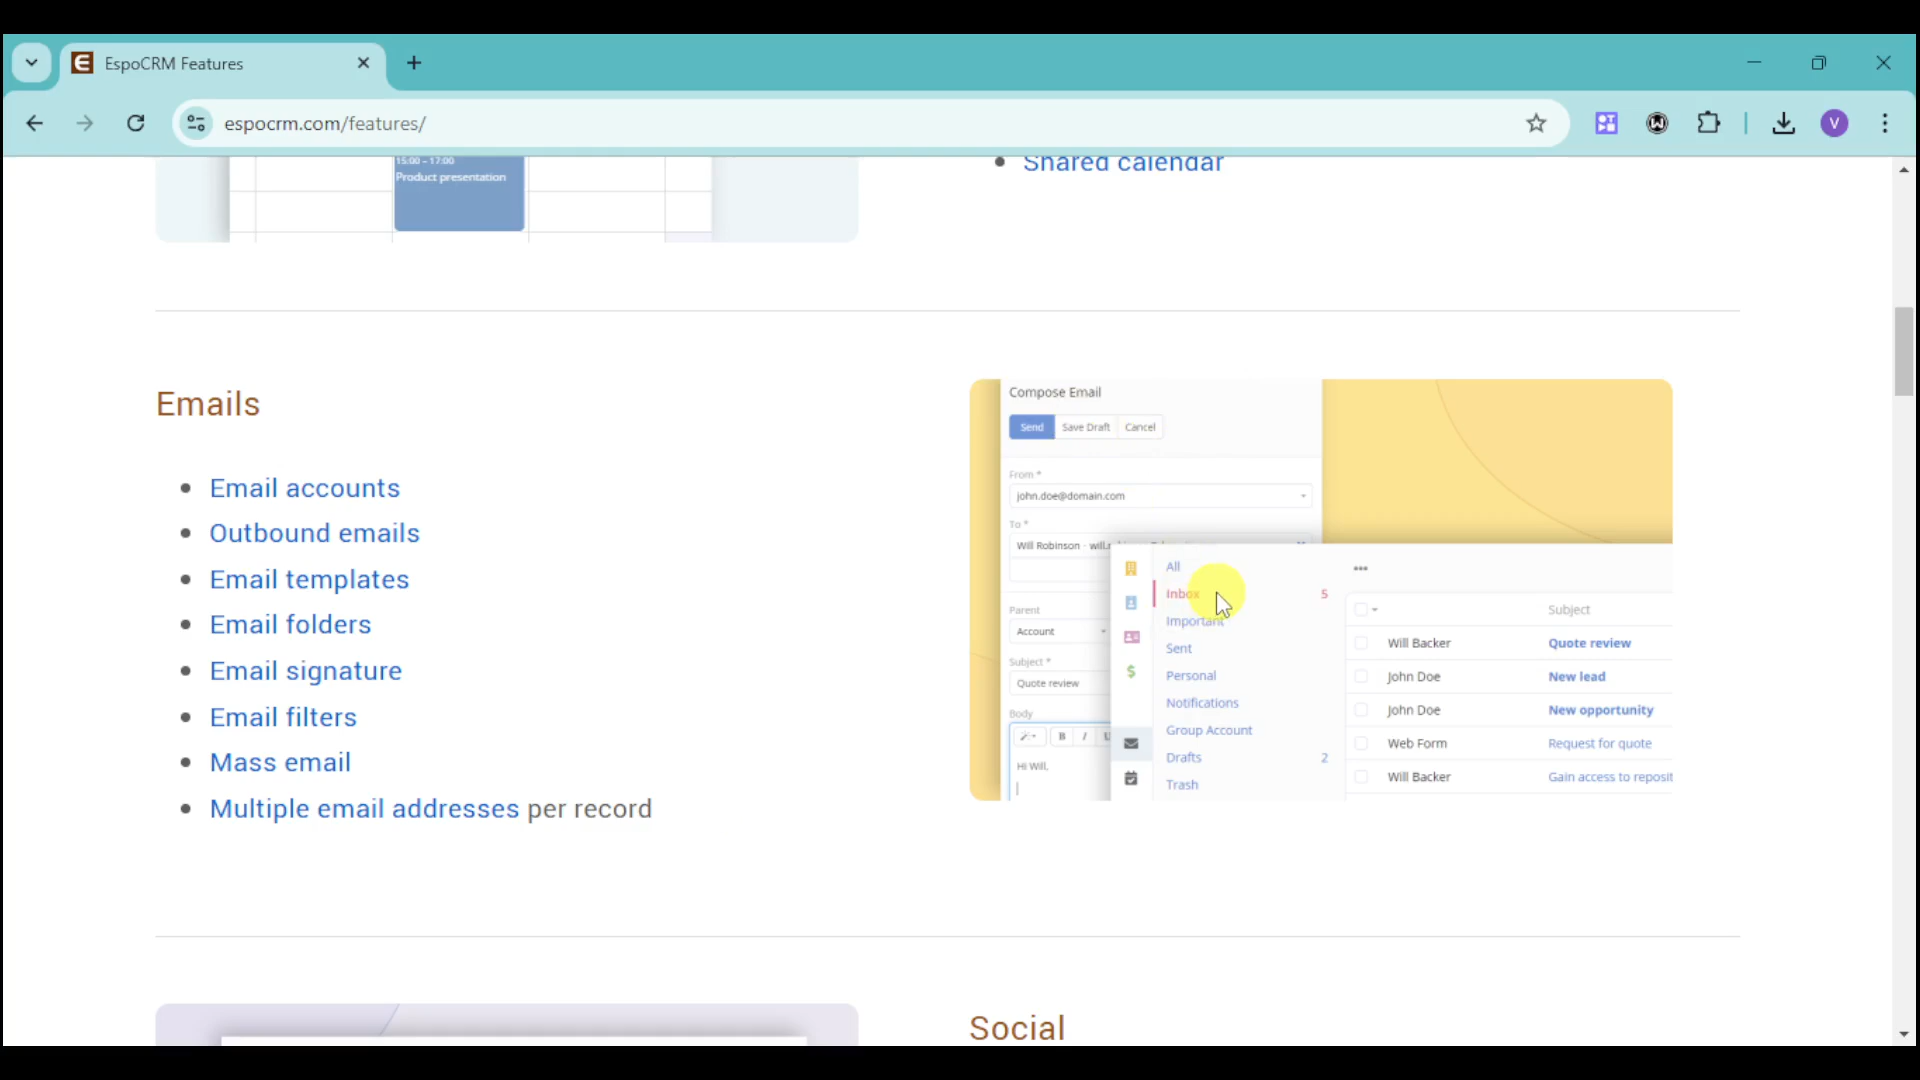 EspoCRM Features
espocrm.com/features/
V
15:00 – 17:00
Product presentation
Shared calendar
Emails
Email accounts
Outbound emails
Email templates
Email folders
Email signature
Email filters
Mass email
Multiple email addresses per record
Compose Email
Send Save Draft Cancel
From *
john.doe@domain.com
To *
Will Robinson - will.
Parent
Account
Subject *
Quote review
Body
B I U
Hi Will,
All
Inbox 5
Important
Sent
Personal
Notifications
Group Account
Drafts 2
Trash
Subject
Will Backer Quote review
John Doe New lead
John Doe New opportunity
Web Form Request for quote
Will Backer Gain access to reposit
Social